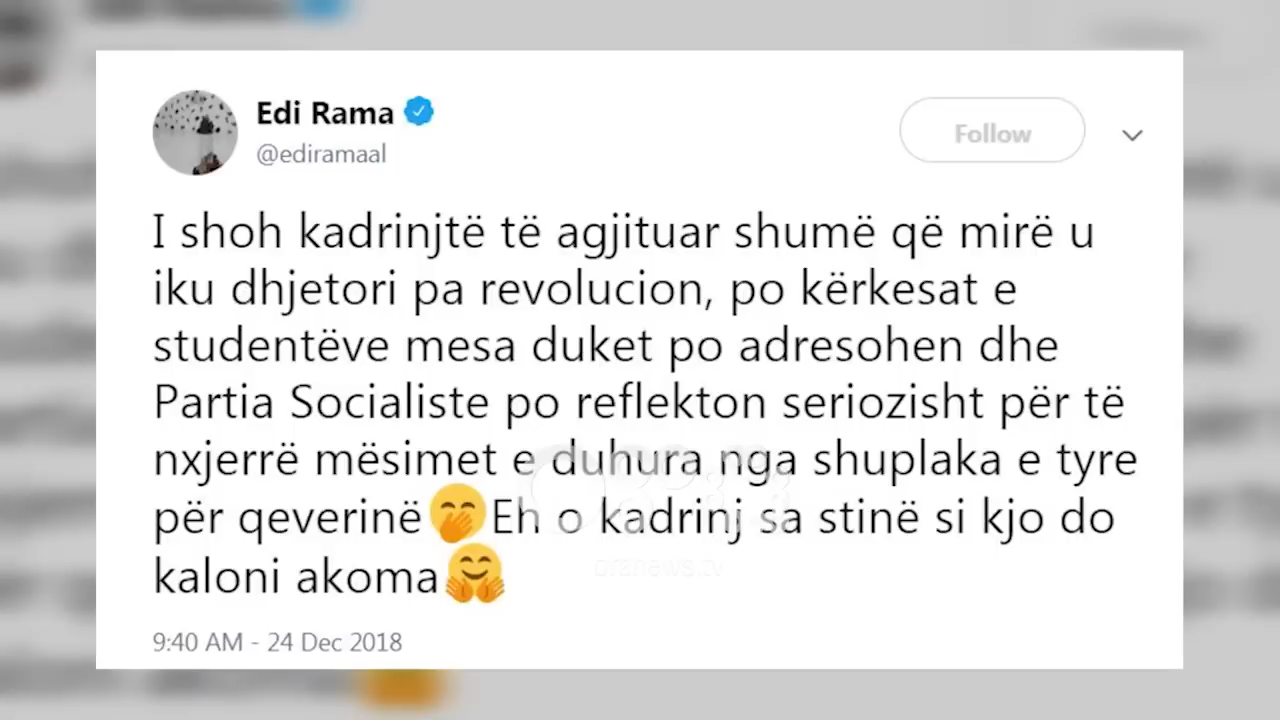 Edi Rama
@ediramaal
Follow
I shoh kadrinjtë të agjituar shumë që mirë u
iku dhjetori pa revolucion, po kërkesat e
studentëve mesa duket po adresohen dhe
Partia Socialiste po reflekton seriozisht për të
nxjerrë mësimet e duhura nga shuplaka e tyre
për qeverinë🤭Eh o kadrinj sa stinë si kjo do
kaloni akoma🤗
oranews.tv
9:40 AM - 24 Dec 2018